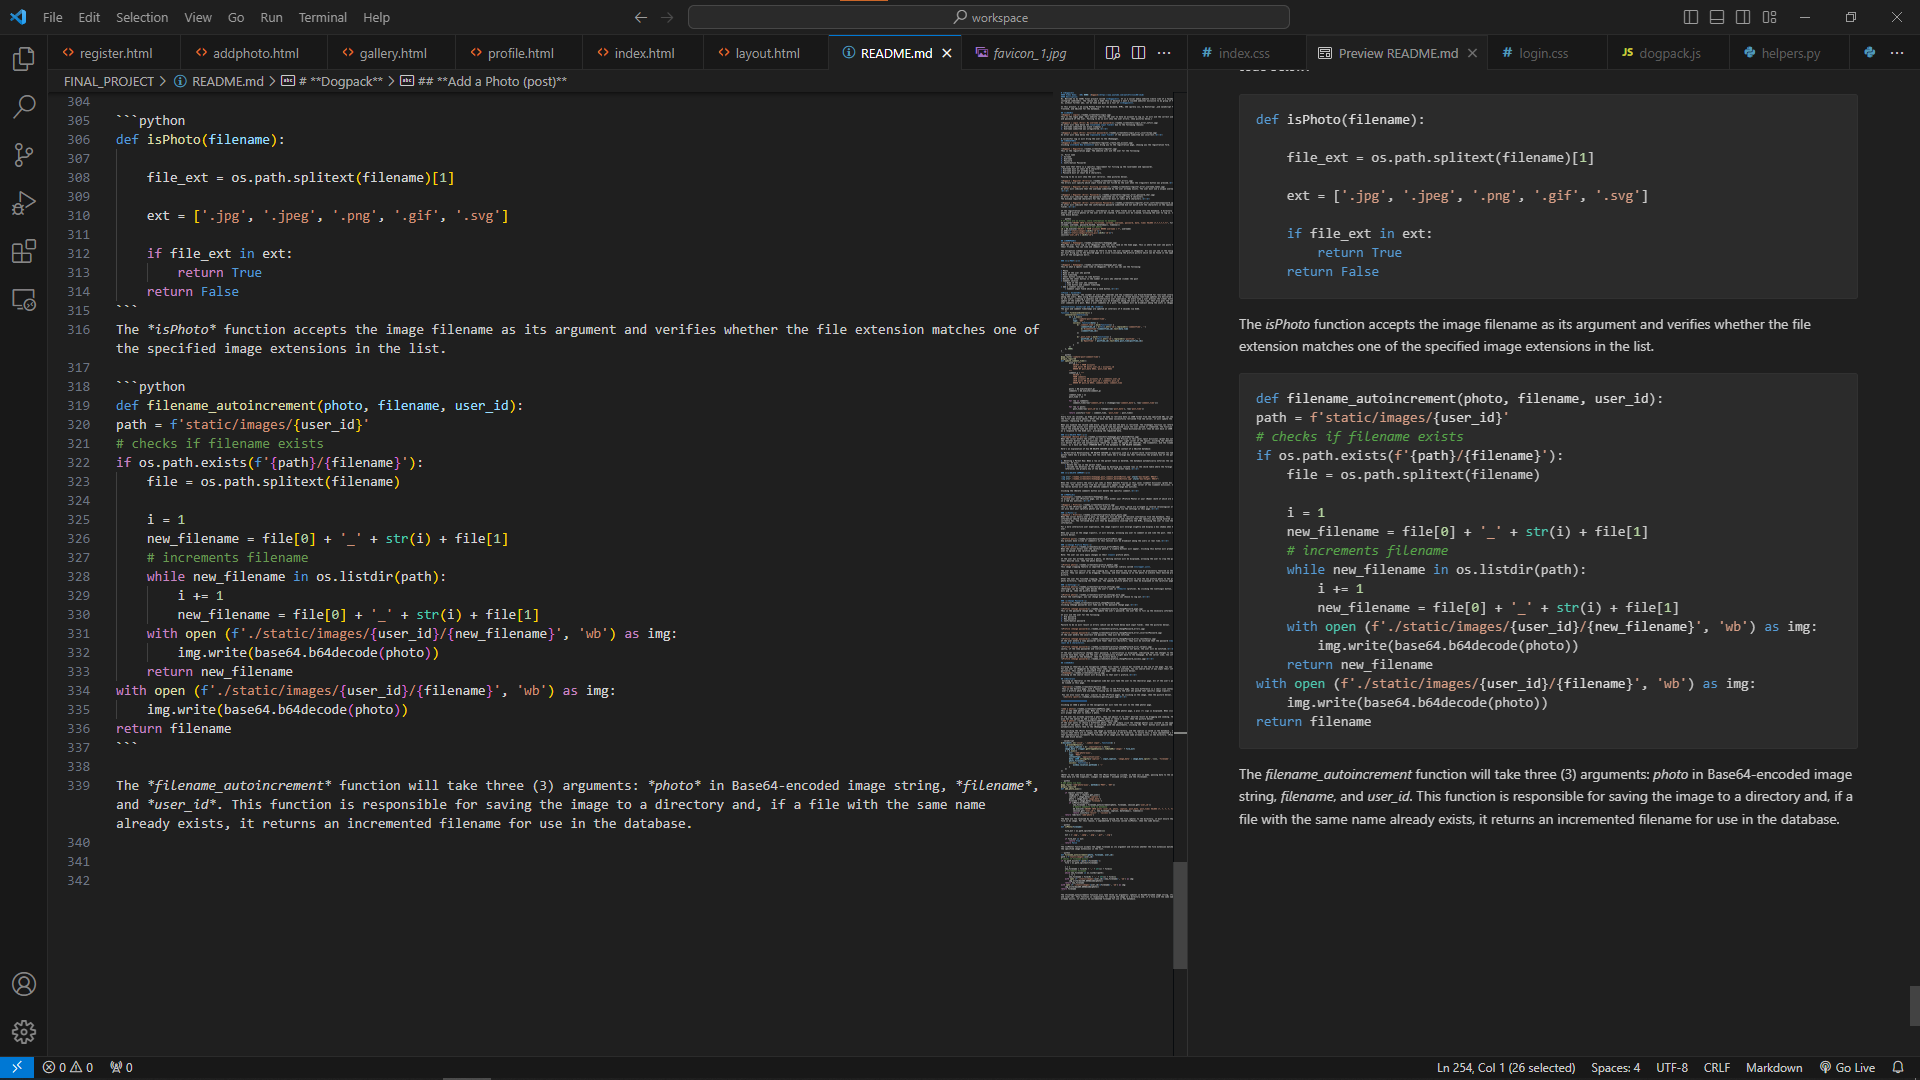 File Edit Selection View Go Run Terminal Help
workspace
register.html addphoto.html gallery.html profile.html index.html layout.html README.md favicon_1.jpg
index.css Preview README.md login.css JS dogpack.js helpers.py
FINAL_PROJECT > README.md > # **Dogpack** > ## **Add a Photo (post)**
304
305 ```python
306 def isPhoto(filename):
307
308     file_ext = os.path.splitext(filename)[1]
309
310     ext = ['.jpg', '.jpeg', '.png', '.gif', '.svg']
311
312     if file_ext in ext:
313         return True
314     return False
315 ```
316 The *isPhoto* function accepts the image filename as its argument and verifies whether the file extension matches one of
the specified image extensions in the list.
317
318 ```python
319 def filename_autoincrement(photo, filename, user_id):
320 path = f'static/images/{user_id}'
321 # checks if filename exists
322 if os.path.exists(f'{path}/{filename}'):
323     file = os.path.splitext(filename)
324
325     i = 1
326     new_filename = file[0] + '_' + str(i) + file[1]
327     # increments filename
328     while new_filename in os.listdir(path):
329         i += 1
330         new_filename = file[0] + '_' + str(i) + file[1]
331     with open (f'./static/images/{user_id}/{new_filename}', 'wb') as img:
332         img.write(base64.b64decode(photo))
333     return new_filename
334 with open (f'./static/images/{user_id}/{filename}', 'wb') as img:
335     img.write(base64.b64decode(photo))
336 return filename
337 ```
338
339 The *filename_autoincrement* function will take three (3) arguments: *photo* in Base64-encoded image string, *filename*,
and *user_id*. This function is responsible for saving the image to a directory and, if a file with the same name
already exists, it returns an incremented filename for use in the database.
340
341
342
def isPhoto(filename):
    file_ext = os.path.splitext(filename)[1]
    ext = ['.jpg', '.jpeg', '.png', '.gif', '.svg']
    if file_ext in ext:
        return True
    return False
The isPhoto function accepts the image filename as its argument and verifies whether the file
extension matches one of the specified image extensions in the list.
def filename_autoincrement(photo, filename, user_id):
path = f'static/images/{user_id}'
# checks if filename exists
if os.path.exists(f'{path}/{filename}'):
    file = os.path.splitext(filename)
    i = 1
    new_filename = file[0] + '_' + str(i) + file[1]
    # increments filename
    while new_filename in os.listdir(path):
        i += 1
        new_filename = file[0] + '_' + str(i) + file[1]
    with open (f'./static/images/{user_id}/{new_filename}', 'wb') as img:
        img.write(base64.b64decode(photo))
    return new_filename
with open (f'./static/images/{user_id}/{filename}', 'wb') as img:
    img.write(base64.b64decode(photo))
return filename
The filename_autoincrement function will take three (3) arguments: photo in Base64-encoded image
string, filename, and user_id. This function is responsible for saving the image to a directory and, if a
file with the same name already exists, it returns an incremented filename for use in the database.
0 0 0
Ln 254, Col 1 (26 selected) Spaces: 4 UTF-8 CRLF Markdown Go Live